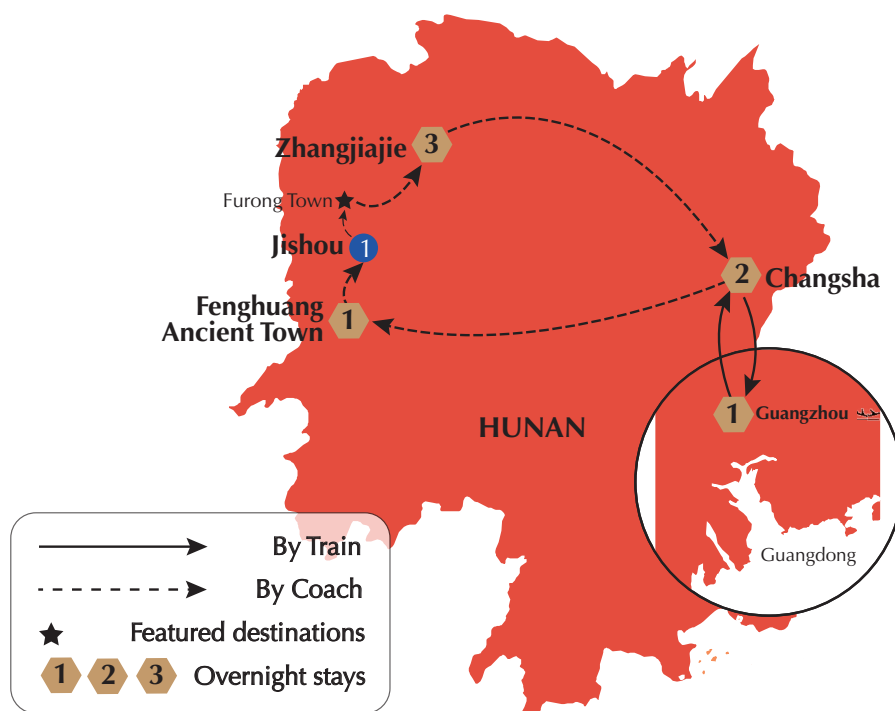 Zhangjiajie
3
Furong Town
Jishou
1
Fenghuang
Ancient Town
1
2
Changsha
1
Guangzhou
HUNAN
Guangdong
By Train
By Coach
Featured destinations
1 2 3 Overnight stays